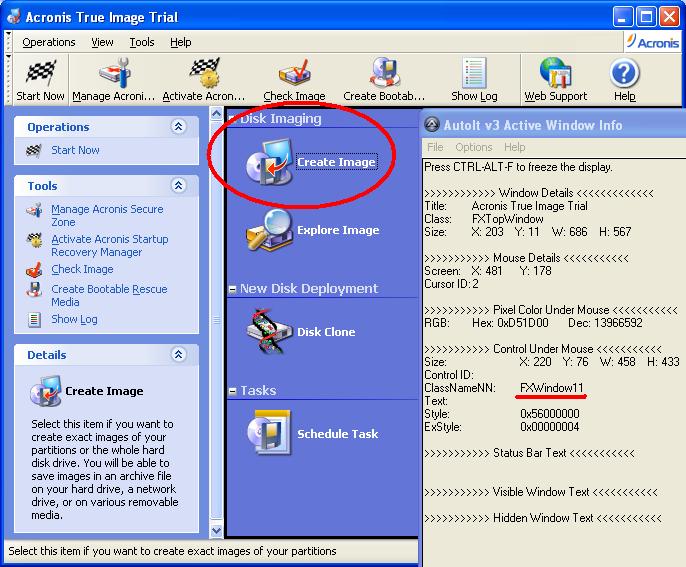 Acronis True Image Trial
Operations View Tools Help
Acronis
Start Now Manage Acroni... Activate Acron... Check Image Create Bootab... Show Log Web Support Help
Operations
Start Now
Tools
Manage Acronis Secure
Zone
Activate Acronis Startup
Recovery Manager
Check Image
Create Bootable Rescue
Media
Show Log
Details
Create Image
Select this item if you want to
create exact images of your
partitions or the whole hard
disk drive. You will be able to
save images in an archive file
on your hard drive, a network
drive, or on various removable
media.
Disk Imaging
Create Image
Explore Image
New Disk Deployment
Disk Clone
Tasks
Schedule Task
AutoIt v3 Active Window Info
File Options Help
Press CTRL-ALT-F to freeze the display.
>>>>>>>>>>> Window Details <<<<<<<<<<<<
Title: Acronis True Image Trial
Class: FXTopWindow
Size: X: 203 Y: 11 W: 686 H: 567
>>>>>>>>>>> Mouse Details <<<<<<<<<<<
Screen: X: 481 Y: 178
Cursor ID: 2
>>>>>>>>>>> Pixel Color Under Mouse <<<<<<<<<<<
RGB: Hex: 0xD51D00 Dec: 13966592
>>>>>>>>>>> Control Under Mouse <<<<<<<<<<<
Size: X: 220 Y: 76 W: 458 H: 433
Control ID:
ClassNameNN: FXWindow11
Text:
Style: 0x56000000
ExStyle: 0x00000004
>>>>>>>>>>> Status Bar Text <<<<<<<<<<<
>>>>>>>>>>> Visible Window Text <<<<<<<<<<<
>>>>>>>>>>> Hidden Window Text <<<<<<<<<<<
Select this item if you want to create exact images of your partitions